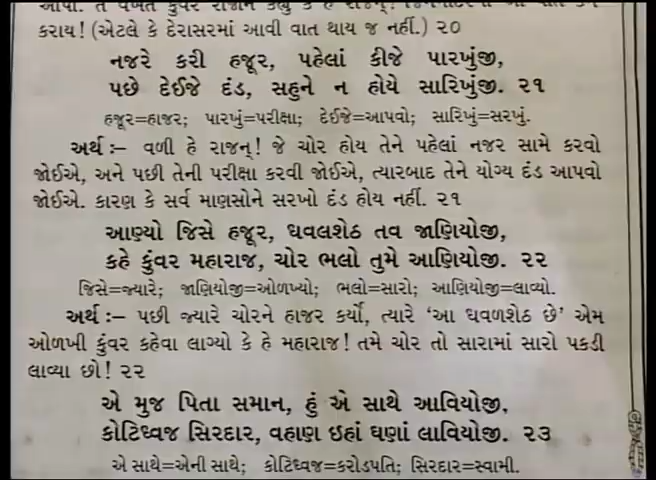 કરાય! (એટલે કે દેરાસરમાં આવી વાત થાય જ નહીં.) ૨૦
નજરે કરી હજૂર, પહેલાં કીજે પારખુંજી,
પછે દેઈજે દંડ, સહુને ન હોયે સારિખુંજી. ૨૧
હજૂર=હાજર; પારખું=પરીક્ષા; દેઈજે=આપવો; સારિખું=સરખું.
અર્થ :– વળી હે રાજન્! જે ચોર હોય તેને પહેલાં નજર સામે કરવો
જોઈએ, અને પછી તેની પરીક્ષા કરવી જોઈએ, ત્યારબાદ તેને યોગ્ય દંડ આપવો
જોઈએ. કારણ કે સર્વ માણસોને સરખો દંડ હોય નહીં. ૨૧
આણ્યો જિસે હજૂર, ધવલશેઠ તવ જાણિયોજી,
કહે કુંવર મહારાજ, ચોર ભલો તુમે આણિયોજી. ૨૨
જિસે=જ્યારે; જાણિયોજી=ઓળખ્યો; ભલો=સારો; આણિયોજી=લાવ્યો.
અર્થ :– પછી જ્યારે ચોરને હાજર કર્યો, ત્યારે ‘આ ધવળશેઠ છે’ એમ
ઓળખી કુંવર કહેવા લાગ્યો કે હે મહારાજ! તમે ચોર તો સારામાં સારો પકડી
લાવ્યા છો! ૨૨
એ મુજ પિતા સમાન, હું એ સાથે આવિયોજી,
કોટિધ્વજ સિરદાર, વહાણ ઇહાં ઘણાં લાવિયોજી. ૨૩
એ સાથે=એની સાથે; કોટિધ્વજ=કરોડપતિ; સિરદાર=સ્વામી.